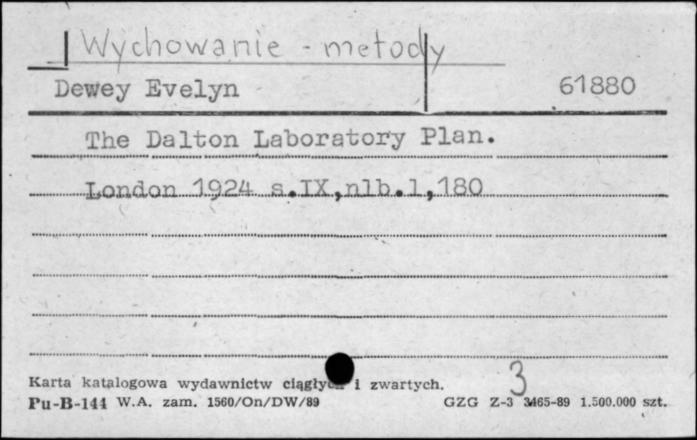 Wychowanie - metody
Dewey Evelyn 61880
The Dalton Laboratory Plan.
London 1924 s.IX,nlb.1,180
3
Karta katalogowa wydawnictw ciągłych i zwartych.
Pu-B-144 W.A. zam. 1560/On/DW/89 GZG Z-3 3465-89 1.500.000 szt.